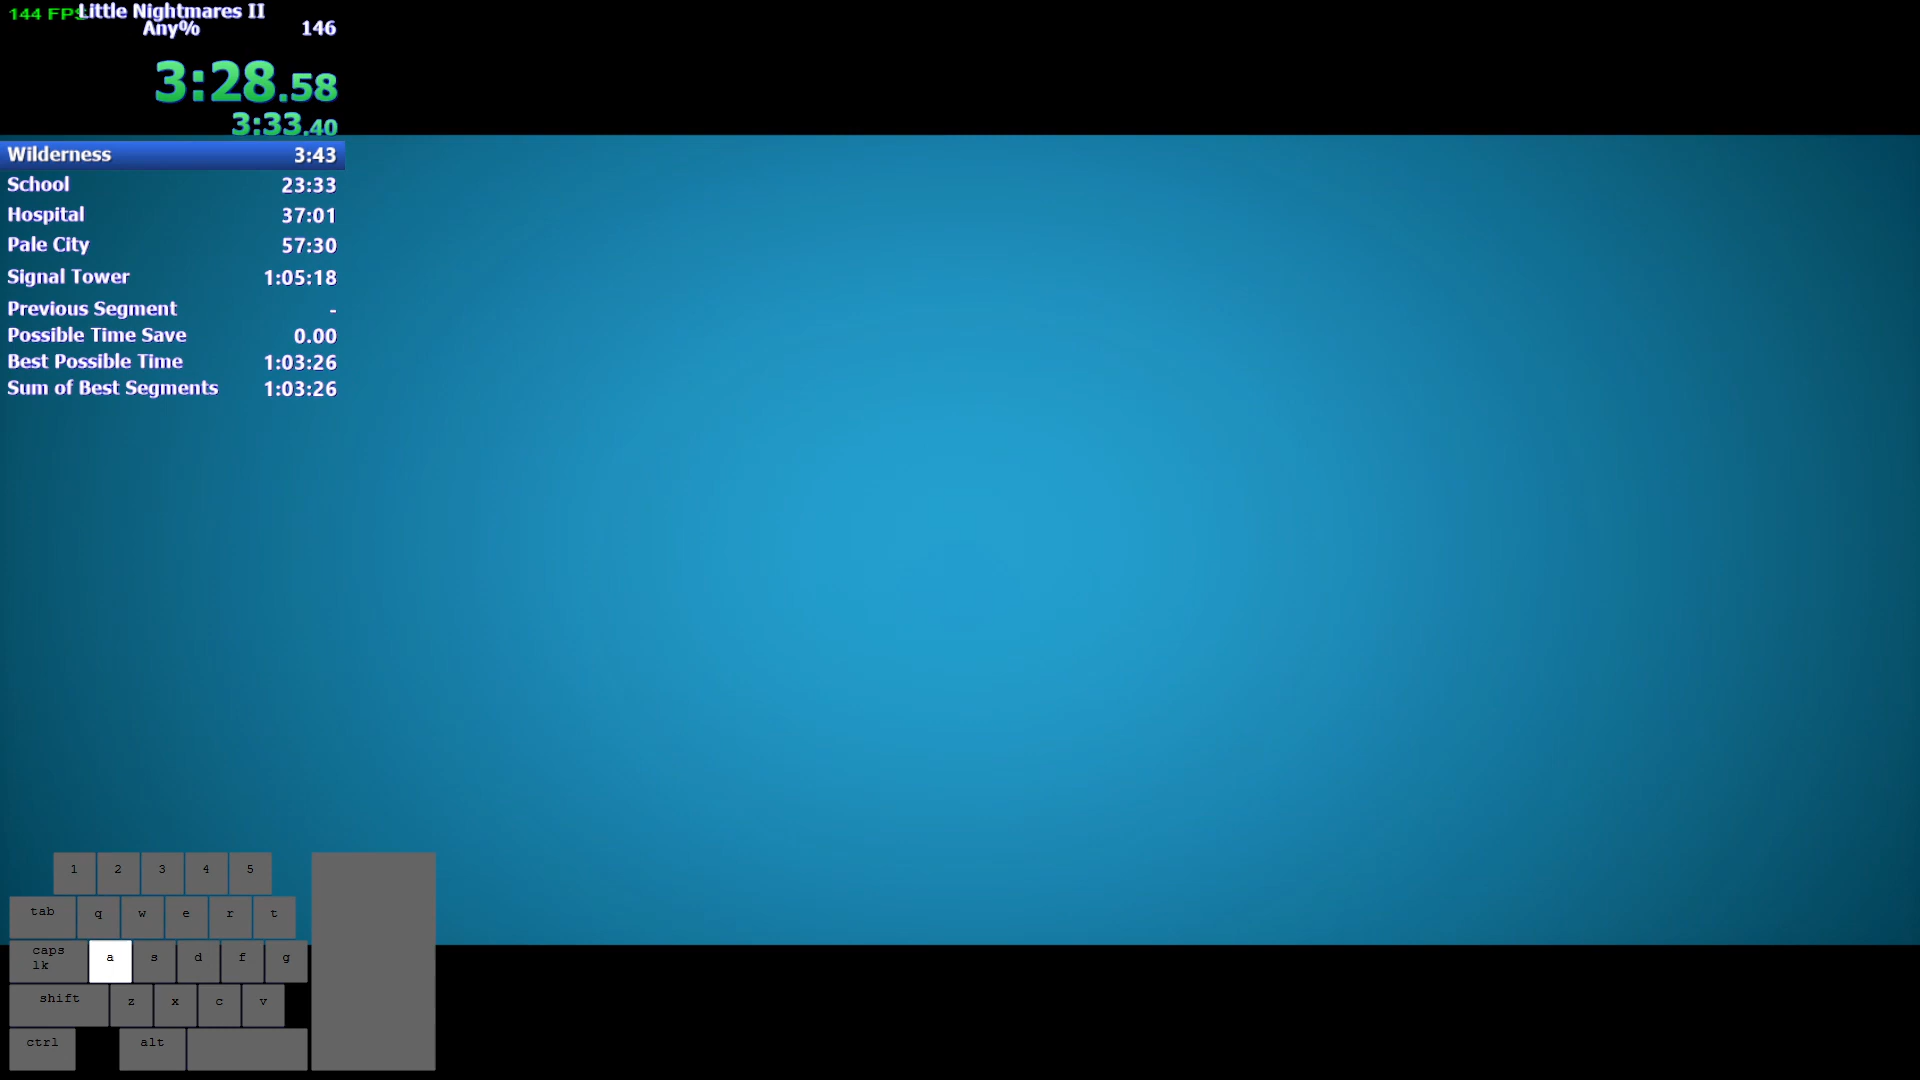 144 FPS
Little Nightmares II
Any% 146
3:28.58
3:33.40
Wilderness 3:43
School 23:33
Hospital 37:01
Pale City 57:30
Signal Tower 1:05:18
Previous Segment -
Possible Time Save 0.00
Best Possible Time 1:03:26
Sum of Best Segments 1:03:26
1 2 3 4 5
tab q w e r t
caps lk a s d f g
shift z x c v
ctrl alt